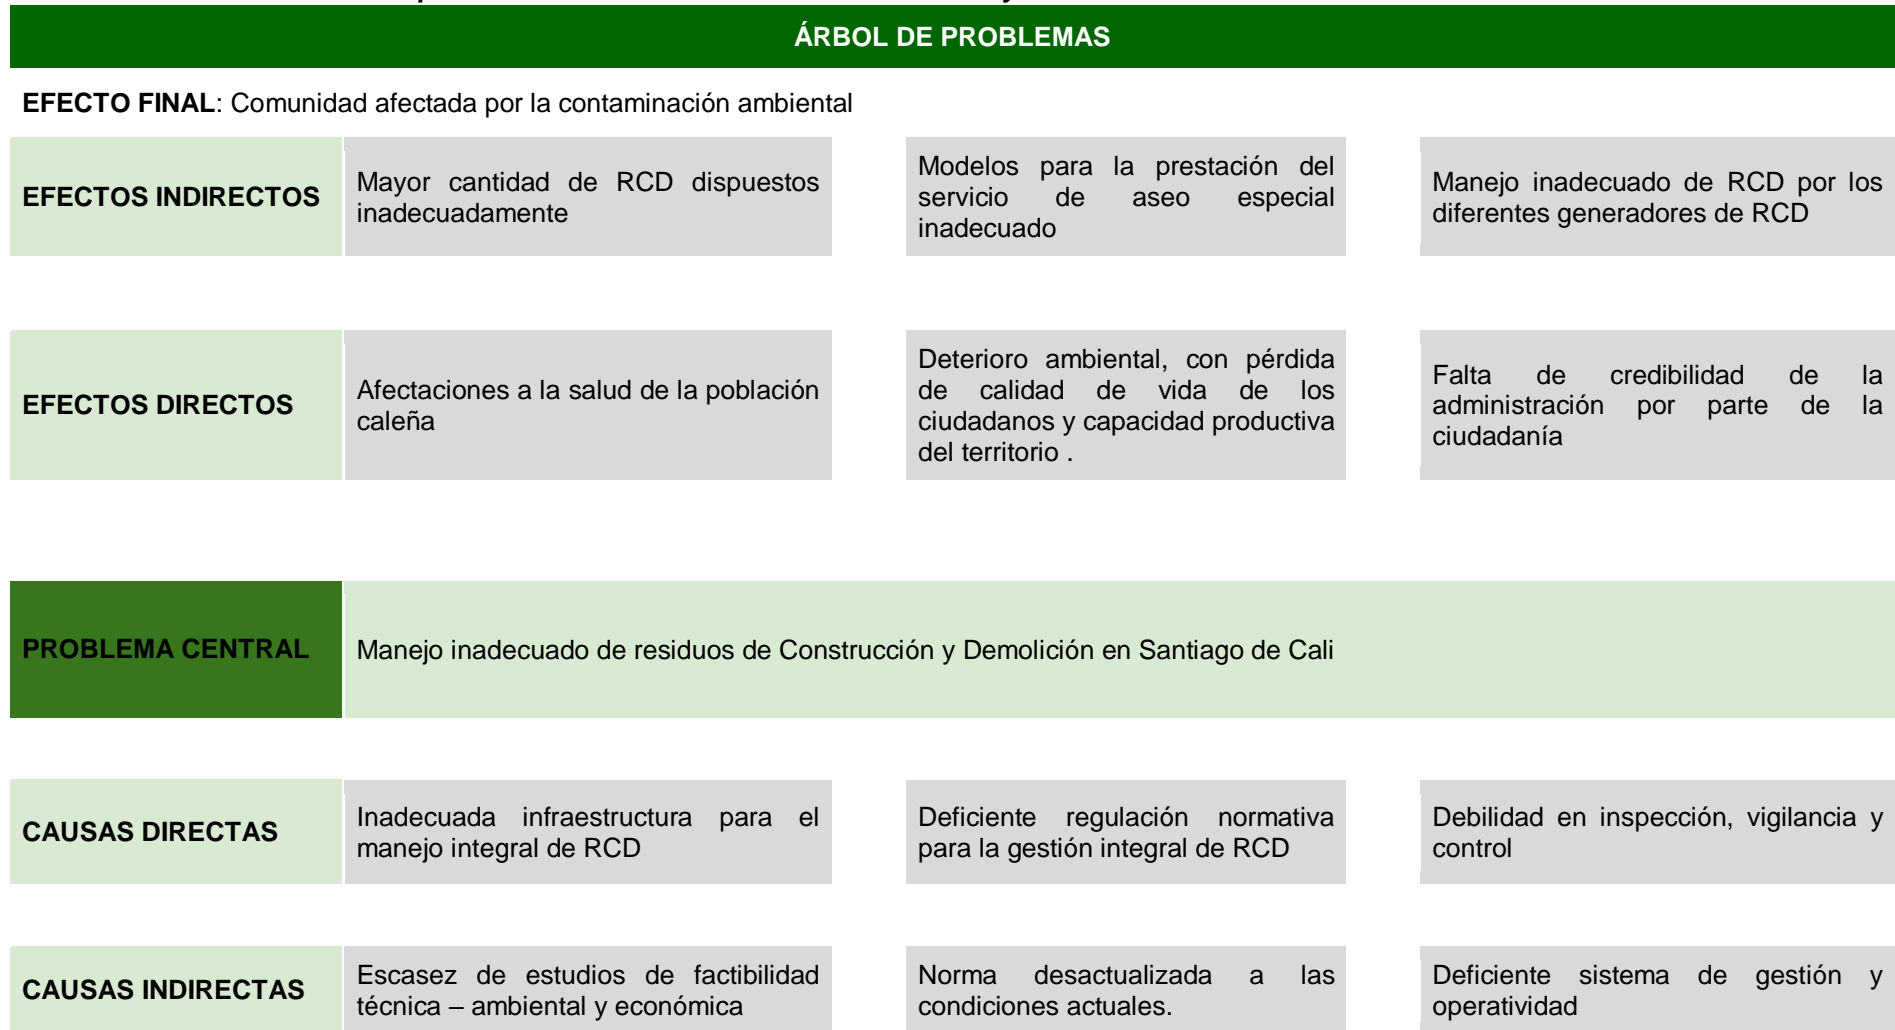 ÁRBOL DE PROBLEMAS
EFECTO FINAL: Comunidad afectada por la contaminación ambiental
EFECTOS INDIRECTOS
Mayor cantidad de RCD dispuestos
inadecuadamente
Modelos para la prestación del
servicio de aseo especial
inadecuado
Manejo inadecuado de RCD por los
diferentes generadores de RCD
EFECTOS DIRECTOS
Afectaciones a la salud de la población
caleña
Deterioro ambiental, con pérdida
de calidad de vida de los
ciudadanos y capacidad productiva
del territorio .
Falta de credibilidad de la
administración por parte de la
ciudadanía
PROBLEMA CENTRAL
Manejo inadecuado de residuos de Construcción y Demolición en Santiago de Cali
CAUSAS DIRECTAS
Inadecuada infraestructura para el
manejo integral de RCD
Deficiente regulación normativa
para la gestión integral de RCD
Debilidad en inspección, vigilancia y
control
CAUSAS INDIRECTAS
Escasez de estudios de factibilidad
técnica – ambiental y económica
Norma desactualizada a las
condiciones actuales.
Deficiente sistema de gestión y
operatividad